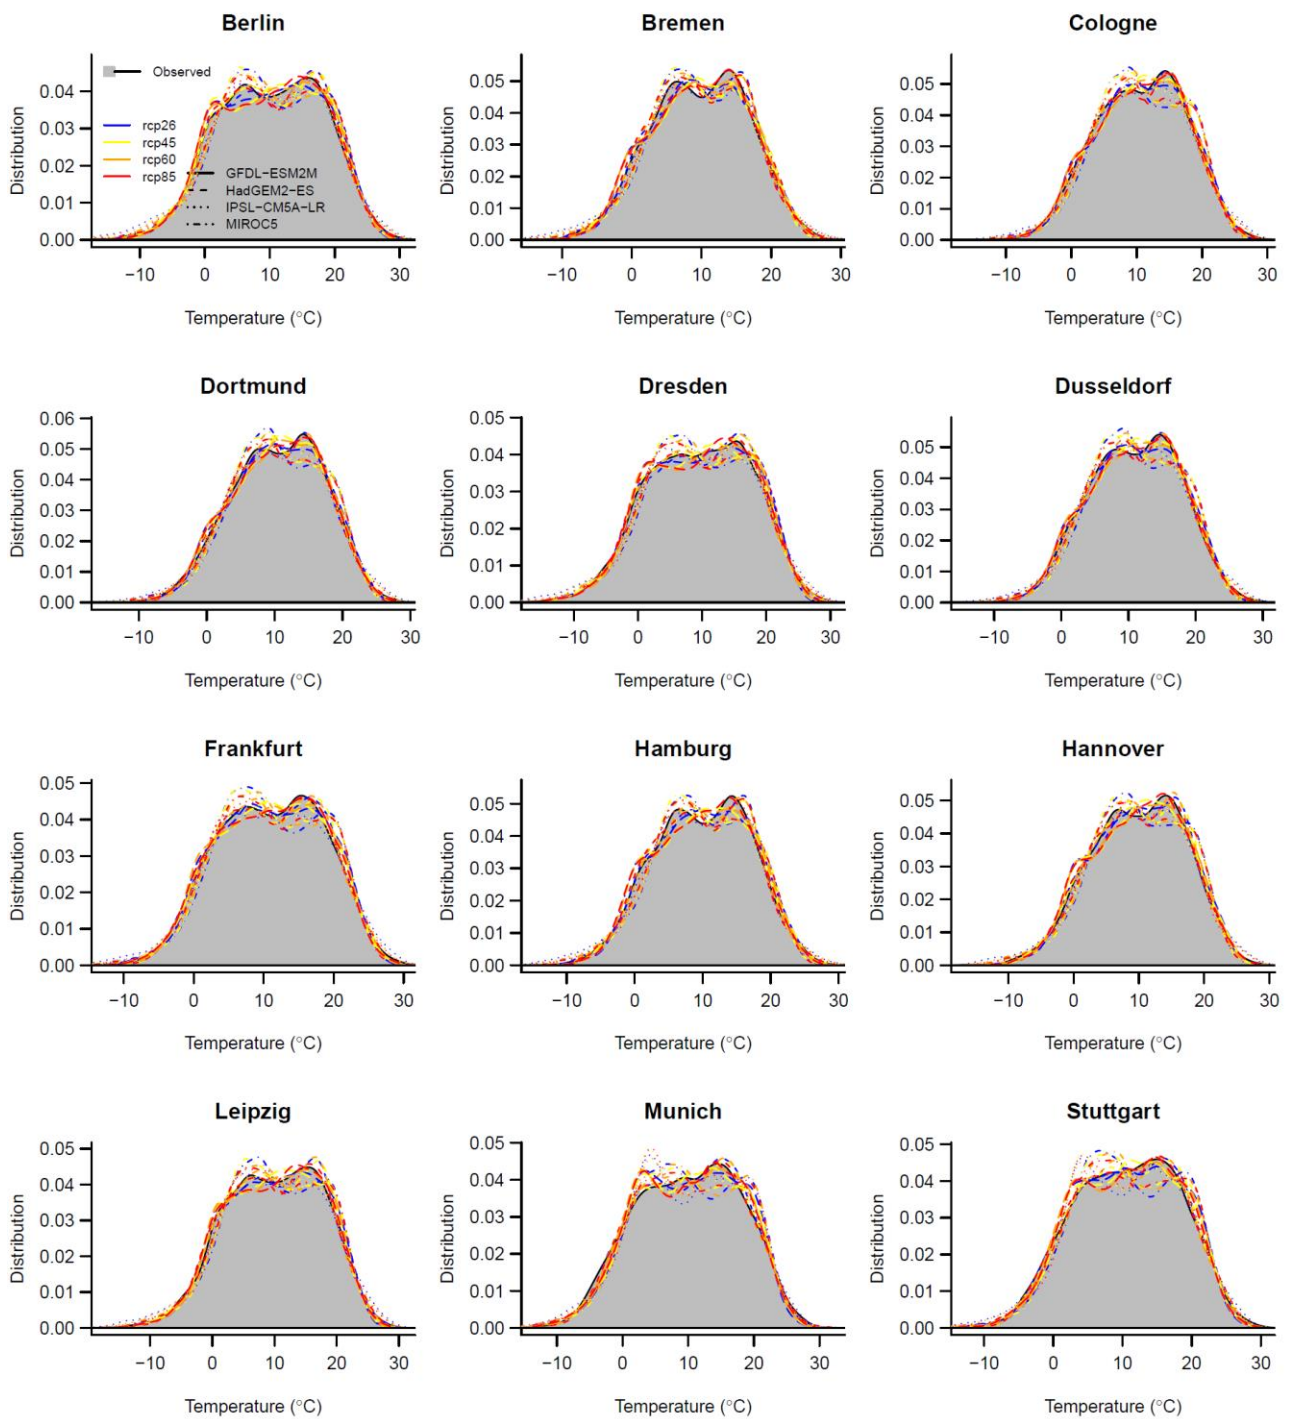 Berlin
Bremen
Cologne
Distribution
0.04
0.03
0.02
0.01
0.00
Observed
rcp26
rcp45
rcp60
rcp85
GFDL−ESM2M
HadGEM2−ES
IPSL−CM5A−LR
MIROC5
−10 0 10 20 30
Temperature (°C)
Distribution
0.05
0.04
0.03
0.02
0.01
0.00
−10 0 10 20 30
Temperature (°C)
Distribution
0.05
0.04
0.03
0.02
0.01
0.00
−10 0 10 20 30
Temperature (°C)
Dortmund
Dresden
Dusseldorf
Distribution
0.06
0.05
0.04
0.03
0.02
0.01
0.00
−10 0 10 20 30
Temperature (°C)
Distribution
0.05
0.04
0.03
0.02
0.01
0.00
−10 0 10 20 30
Temperature (°C)
Distribution
0.05
0.04
0.03
0.02
0.01
0.00
−10 0 10 20 30
Temperature (°C)
Frankfurt
Hamburg
Hannover
Distribution
0.05
0.04
0.03
0.02
0.01
0.00
−10 0 10 20 30
Temperature (°C)
Distribution
0.05
0.04
0.03
0.02
0.01
0.00
−10 0 10 20 30
Temperature (°C)
Distribution
0.05
0.04
0.03
0.02
0.01
0.00
−10 0 10 20 30
Temperature (°C)
Leipzig
Munich
Stuttgart
Distribution
0.05
0.04
0.03
0.02
0.01
0.00
−10 0 10 20 30
Temperature (°C)
Distribution
0.05
0.04
0.03
0.02
0.01
0.00
−10 0 10 20 30
Temperature (°C)
Distribution
0.05
0.04
0.03
0.02
0.01
0.00
−10 0 10 20 30
Temperature (°C)